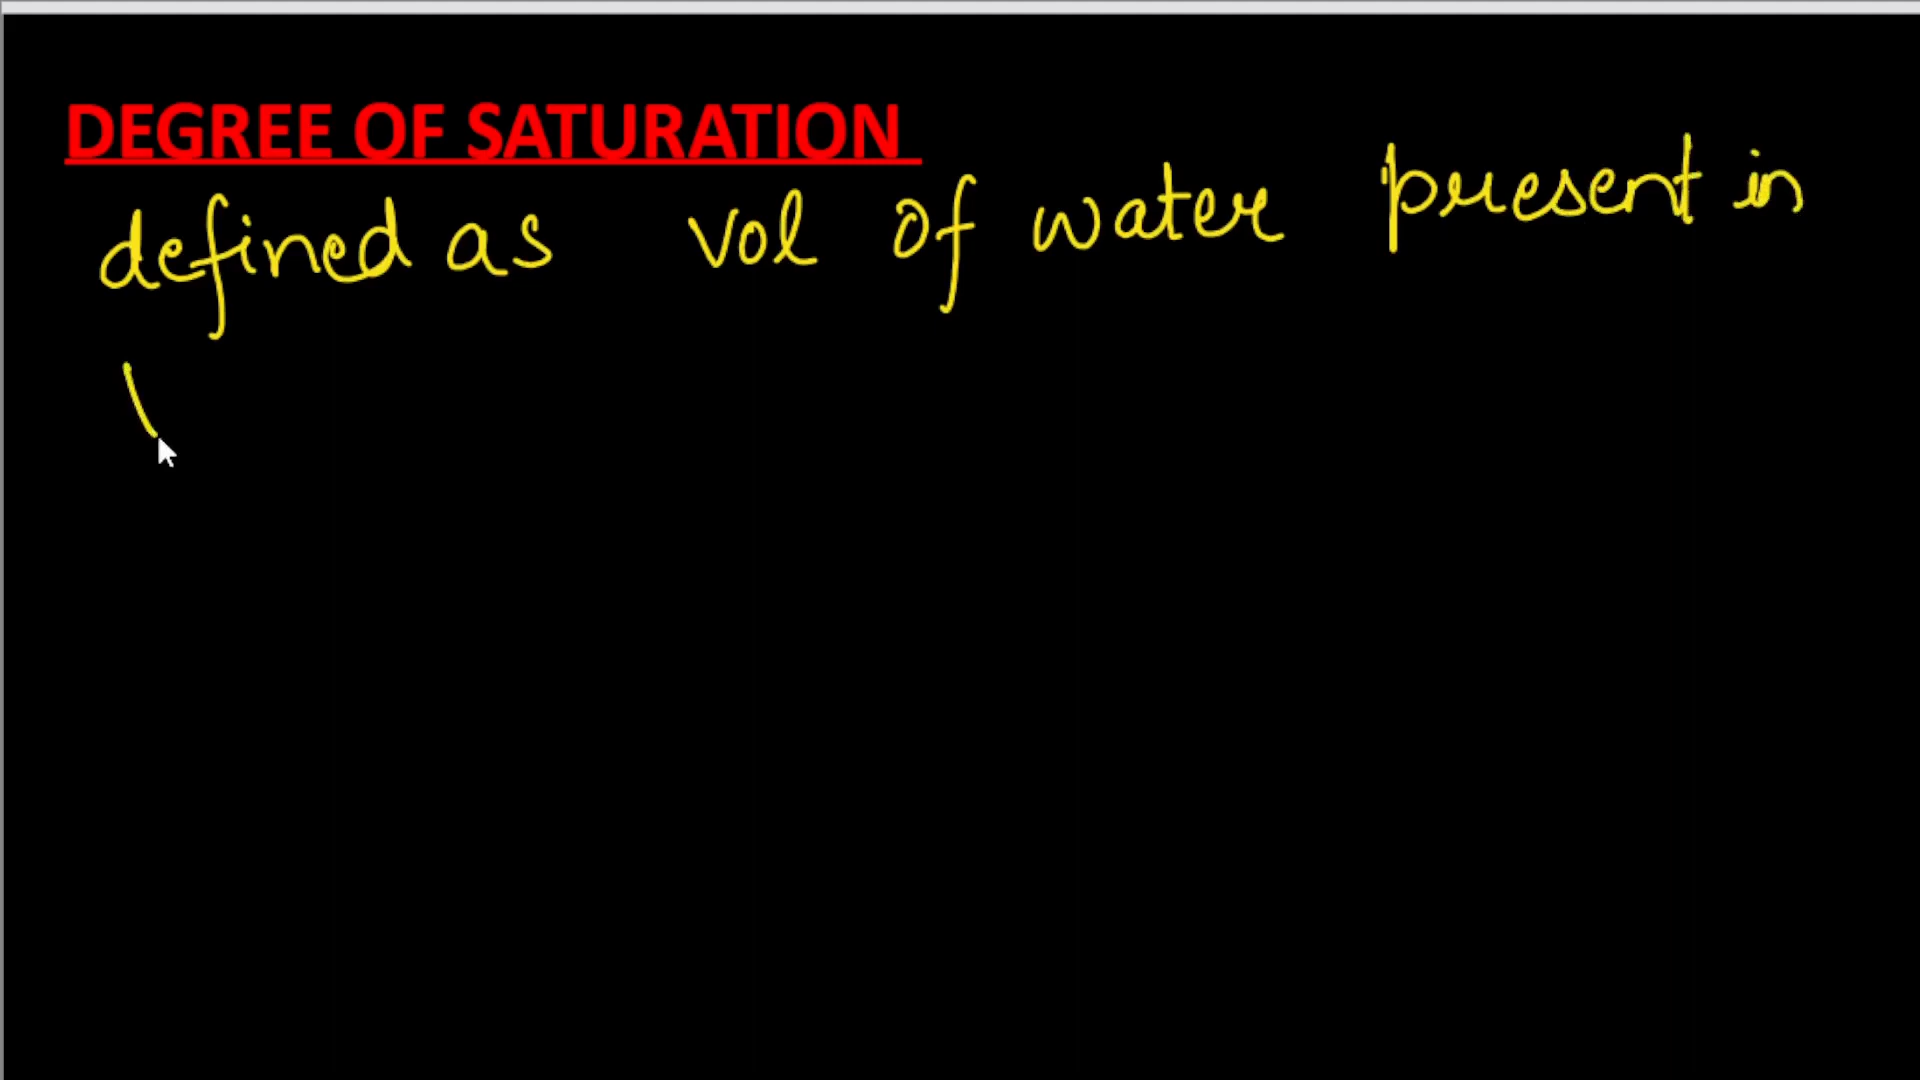 DEGREE OF SATURATION
defined as vol of water present in